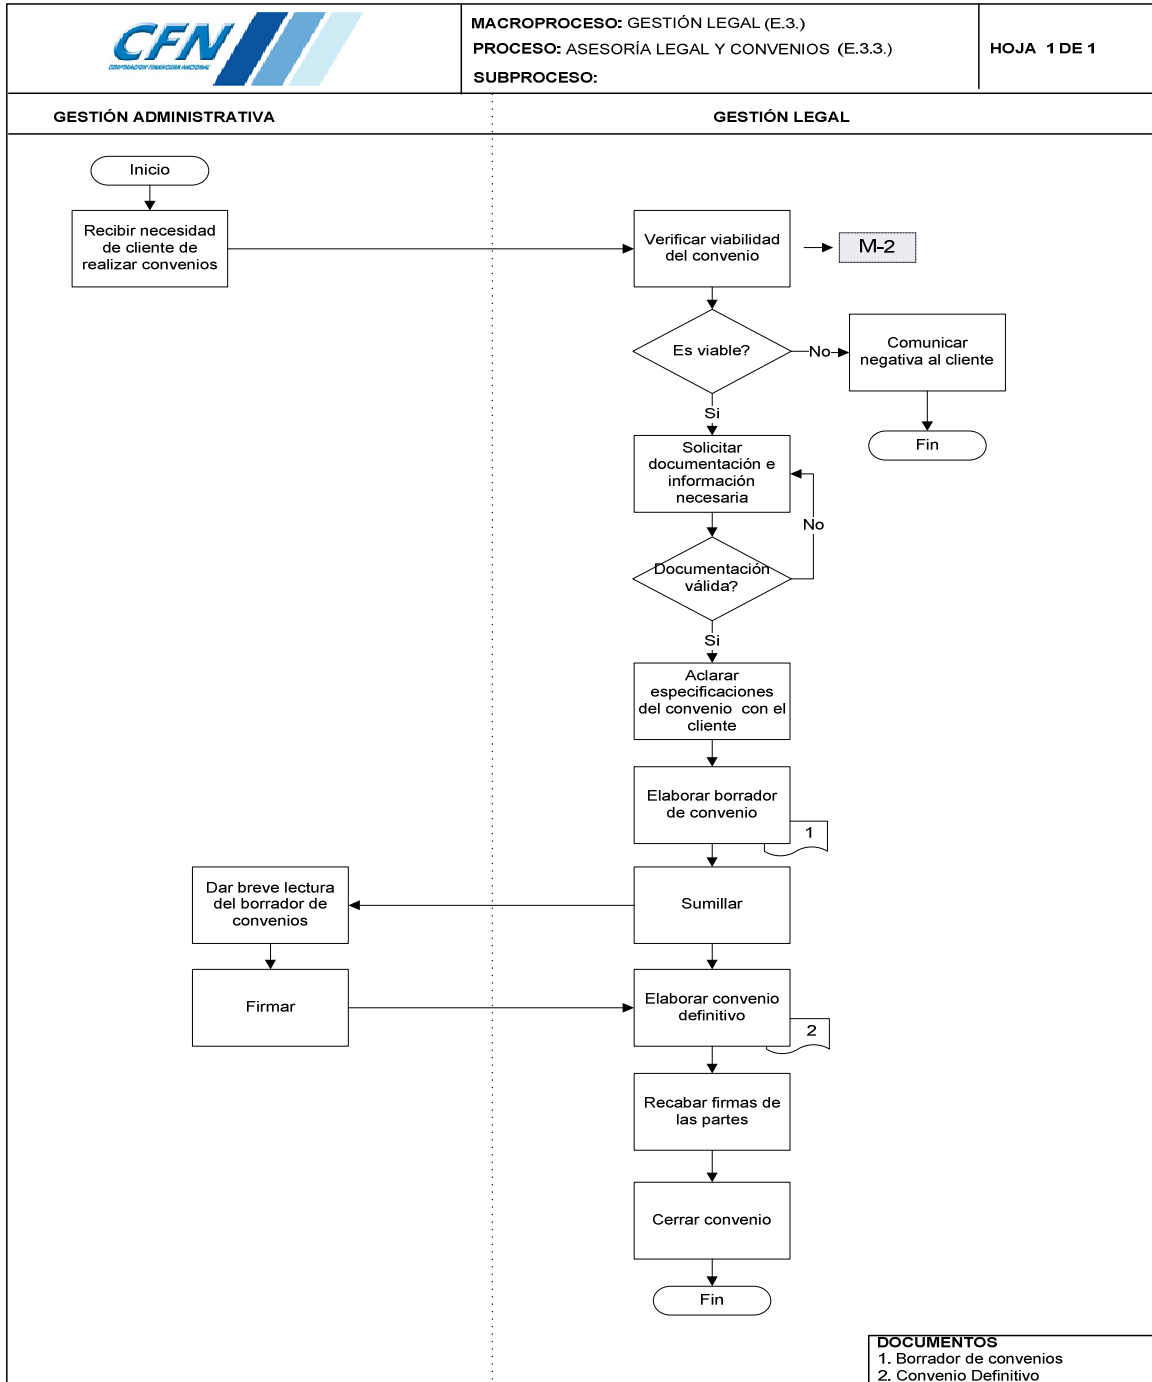 CFN
CORPORACION FINANCIERA NACIONAL
MACROPROCESO: GESTIÓN LEGAL (E.3.)
PROCESO: ASESORÍA LEGAL Y CONVENIOS (E.3.3.)
SUBPROCESO:
HOJA 1 DE 1
GESTIÓN ADMINISTRATIVA
GESTIÓN LEGAL
Inicio
Recibir necesidad
de cliente de
realizar convenios
Verificar viabilidad
del convenio
M-2
Es viable?
No
Comunicar
negativa al cliente
Fin
Si
Solicitar
documentación e
información
necesaria
No
Documentación
válida?
Si
Aclarar
especificaciones
del convenio con el
cliente
Elaborar borrador
de convenio
1
Sumillar
Dar breve lectura
del borrador de
convenios
Firmar
Elaborar convenio
definitivo
2
Recabar firmas de
las partes
Cerrar convenio
Fin
DOCUMENTOS
1. Borrador de convenios
2. Convenio Definitivo